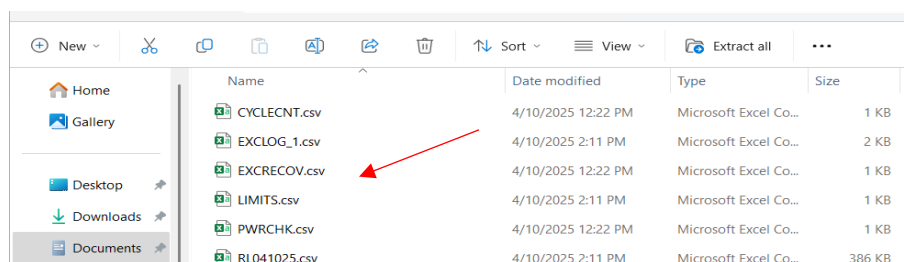 New Sort View Extract all ...
Name Date modified Type Size
Home
Gallery
CYCLECNT.csv 4/10/2025 12:22 PM Microsoft Excel Co... 1 KB
EXCLOG_1.csv 4/10/2025 2:11 PM Microsoft Excel Co... 2 KB
EXCRECOV.csv 4/10/2025 2:11 PM Microsoft Excel Co... 1 KB
Desktop
LIMITS.csv 4/10/2025 2:11 PM Microsoft Excel Co... 1 KB
Downloads
PWRCHK.csv 4/10/2025 12:22 PM Microsoft Excel Co... 1 KB
Documents
RL041025.csv 4/10/2025 2:11 PM Microsoft Excel Co... 386 KB